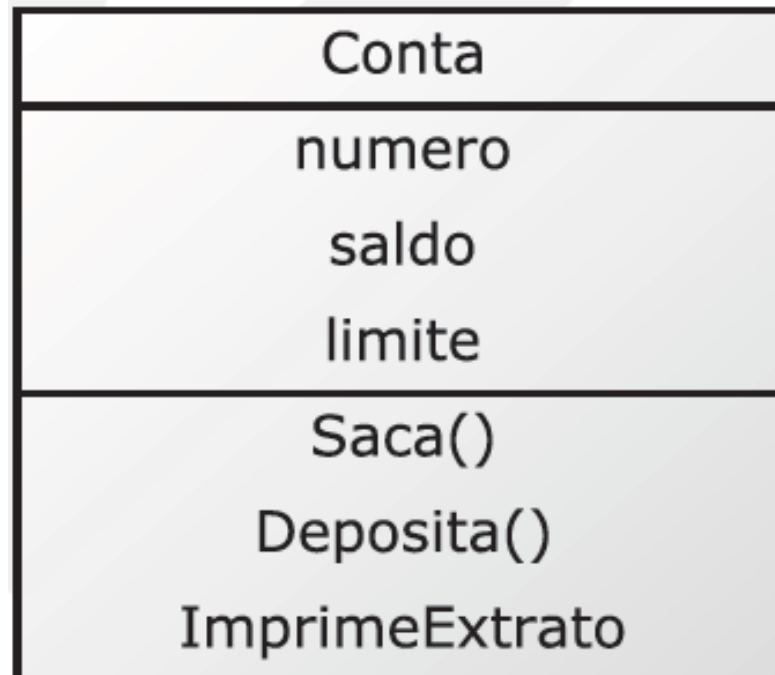 Conta
numero
saldo
limite
Saca()
Deposita()
ImprimeExtrato